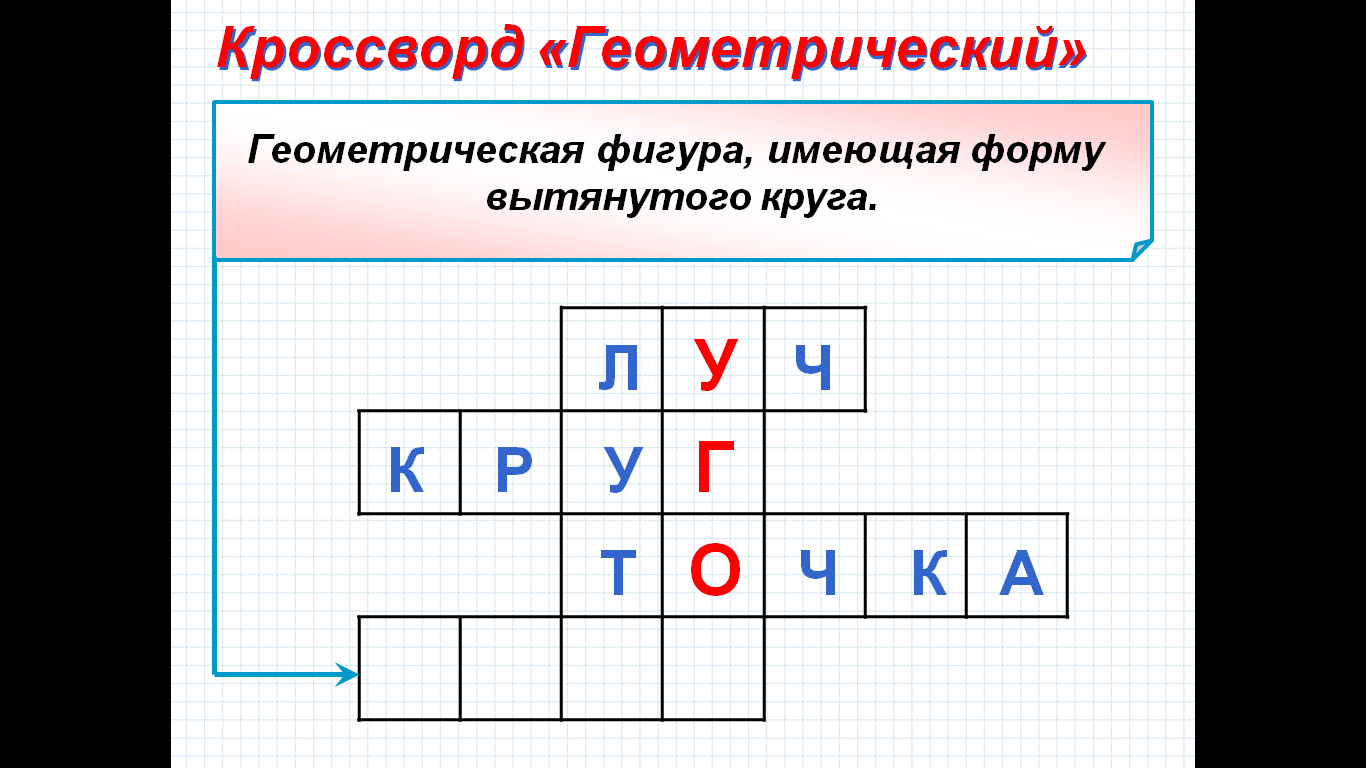 Кроссворд «Геометрический»
Геометрическая фигура, имеющая форму
вытянутого круга.
Л У Ч
К Р У Г
Т О Ч К А